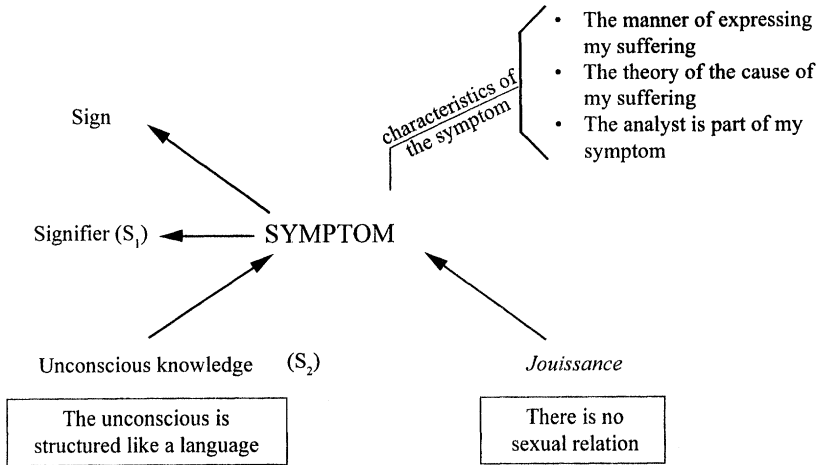 • The manner of expressing
my suffering
• The theory of the cause of
my suffering
• The analyst is part of my
symptom
characteristics of
the symptom
Sign
Signifier (S₁)
SYMPTOM
Unconscious knowledge (S₂)
Jouissance
The unconscious is
structured like a language
There is no
sexual relation